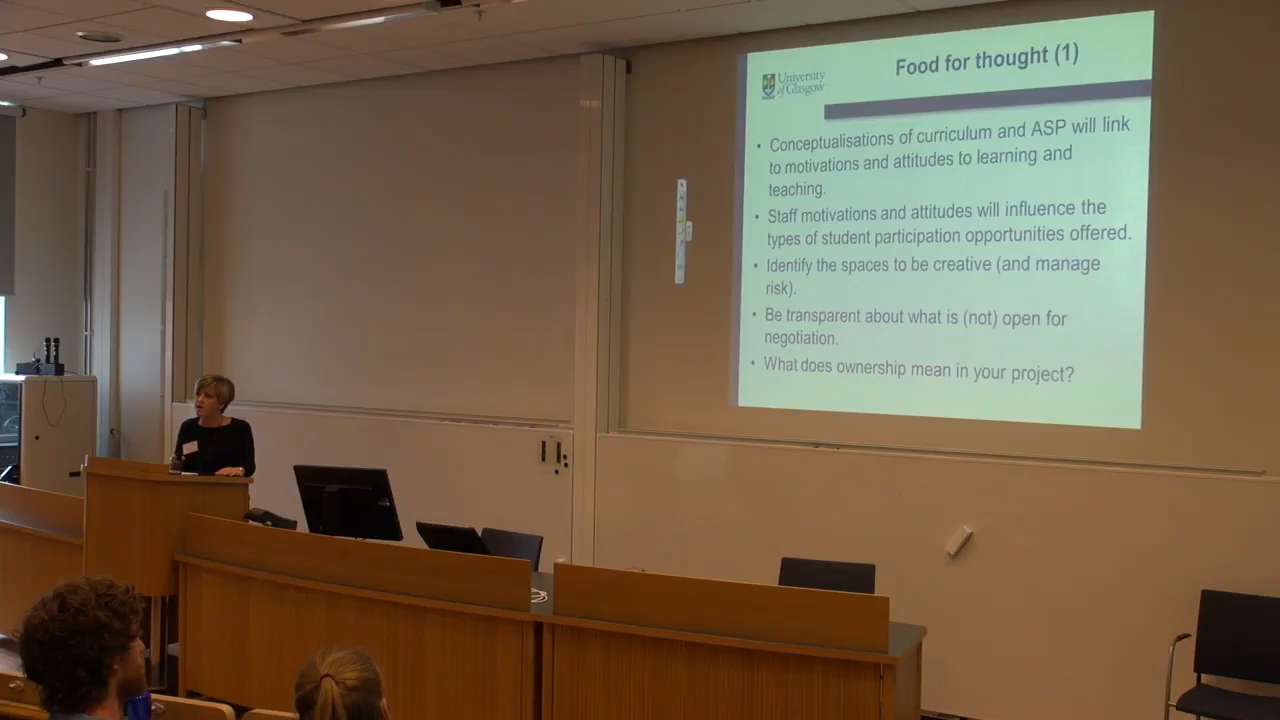 Food for thought (1)
University
of Glasgow
• Conceptualisations of curriculum and ASP will link
to motivations and attitudes to learning and
teaching.
• Staff motivations and attitudes will influence the
types of student participation opportunities offered.
• Identify the spaces to be creative (and manage
risk).
• Be transparent about what is (not) open for
negotiation.
• What does ownership mean in your project?